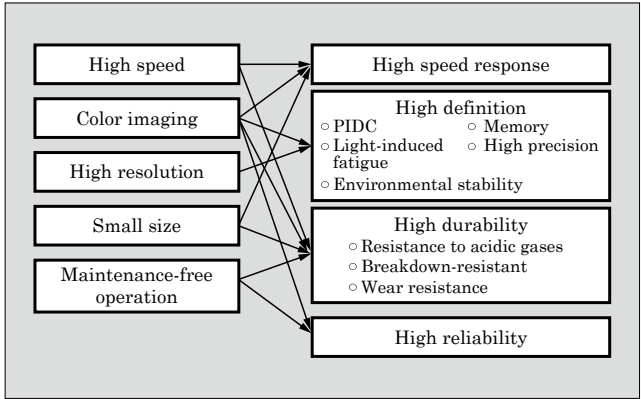 High speed
Color imaging
High resolution
Small size
Maintenance-free
operation
High speed response
High definition
○ PIDC ○ Memory
○ Light-induced ○ High precision
fatigue
○ Environmental stability
High durability
○ Resistance to acidic gases
○ Breakdown-resistant
○ Wear resistance
High reliability